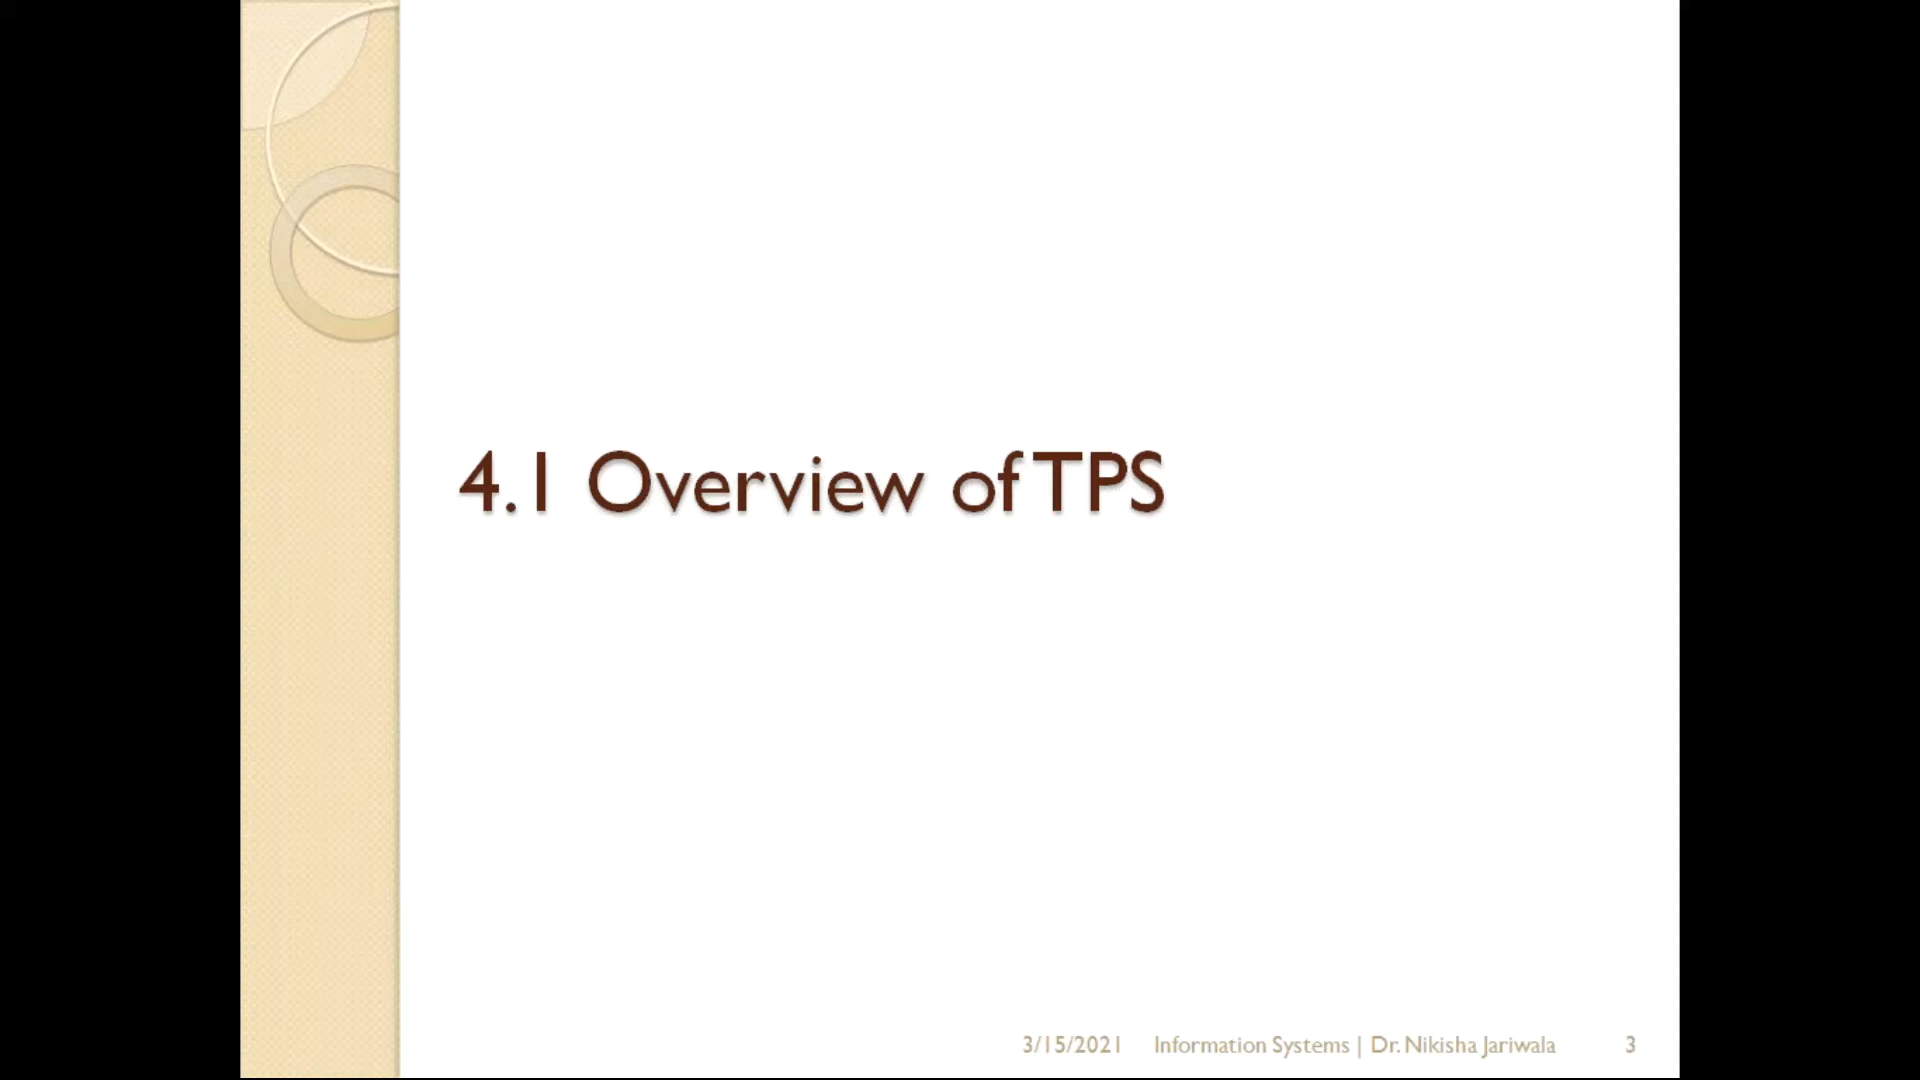 4.1 Overview of TPS
3/15/2021 Information Systems | Dr. Nikisha Jariwala 3